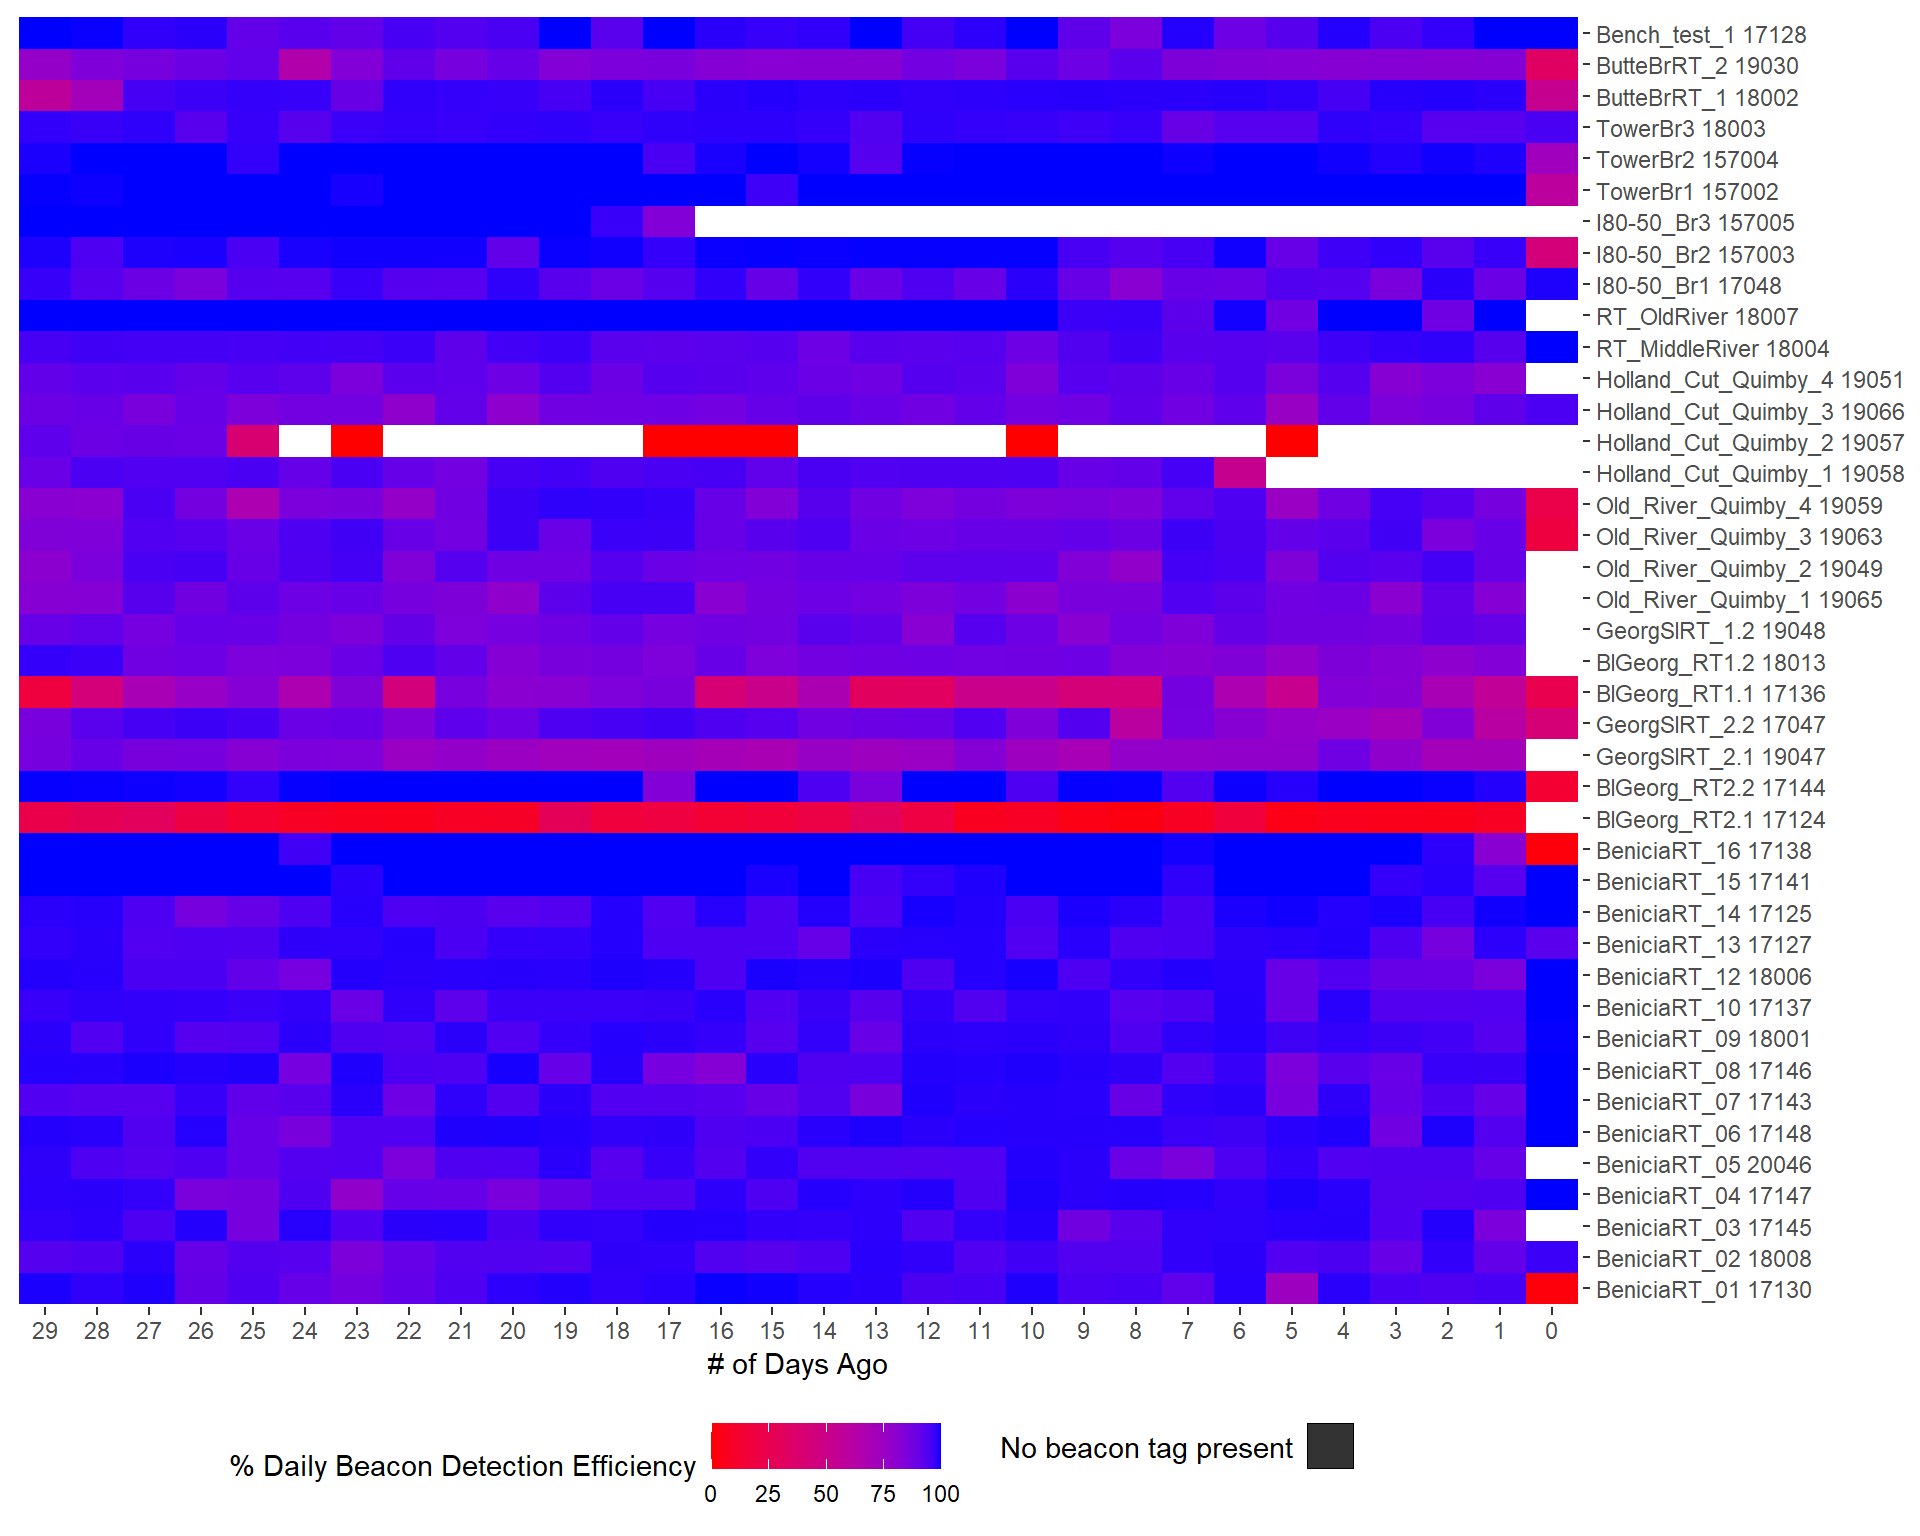 Bench_test_1 17128
ButteBrRT_2 19030
ButteBrRT_1 18002
TowerBr3 18003
TowerBr2 157004
TowerBr1 157002
I80-50_Br3 157005
I80-50_Br2 157003
I80-50_Br1 17048
RT_OldRiver 18007
RT_MiddleRiver 18004
Holland_Cut_Quimby_4 19051
Holland_Cut_Quimby_3 19066
Holland_Cut_Quimby_2 19057
Holland_Cut_Quimby_1 19058
Old_River_Quimby_4 19059
Old_River_Quimby_3 19063
Old_River_Quimby_2 19049
Old_River_Quimby_1 19065
GeorgSlRT_1.2 19048
BlGeorg_RT1.2 18013
BlGeorg_RT1.1 17136
GeorgSlRT_2.2 17047
GeorgSlRT_2.1 19047
BlGeorg_RT2.2 17144
BlGeorg_RT2.1 17124
BeniciaRT_16 17138
BeniciaRT_15 17141
BeniciaRT_14 17125
BeniciaRT_13 17127
BeniciaRT_12 18006
BeniciaRT_10 17137
BeniciaRT_09 18001
BeniciaRT_08 17146
BeniciaRT_07 17143
BeniciaRT_06 17148
BeniciaRT_05 20046
BeniciaRT_04 17147
BeniciaRT_03 17145
BeniciaRT_02 18008
BeniciaRT_01 17130
29 28 27 26 25 24 23 22 21 20 19 18 17 16 15 14 13 12 11 10 9 8 7 6 5 4 3 2 1 0
# of Days Ago
% Daily Beacon Detection Efficiency
0 25 50 75 100
No beacon tag present